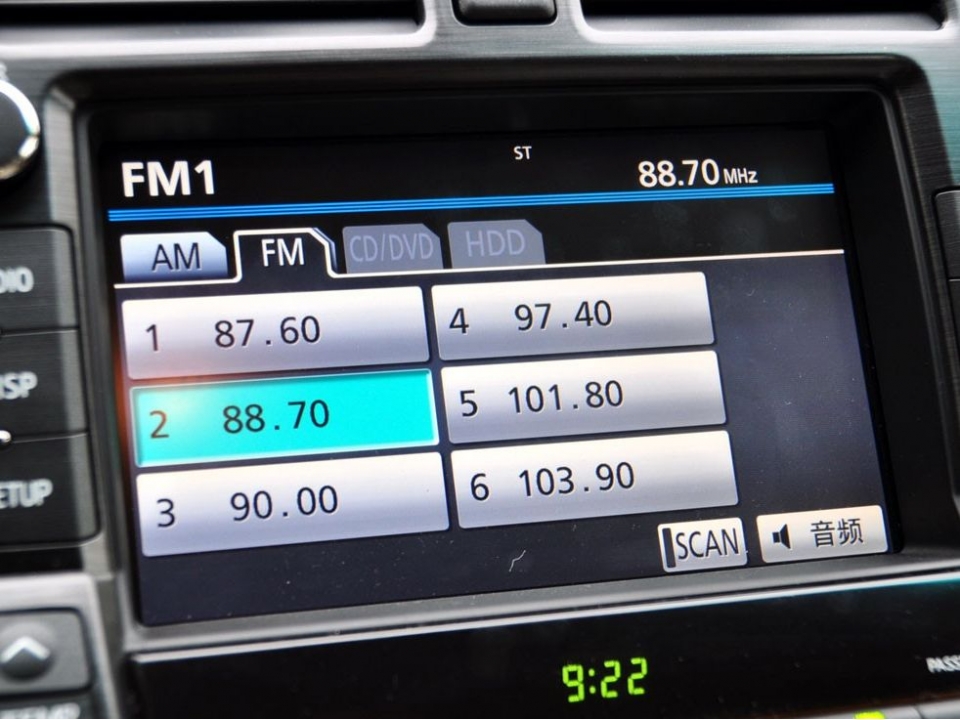 ST
FM1 88.70 MHz
AM FM CD/DVD HDD
1 87.60 4 97.40
2 88.70 5 101.80
3 90.00 6 103.90
SCAN 音频
9:22